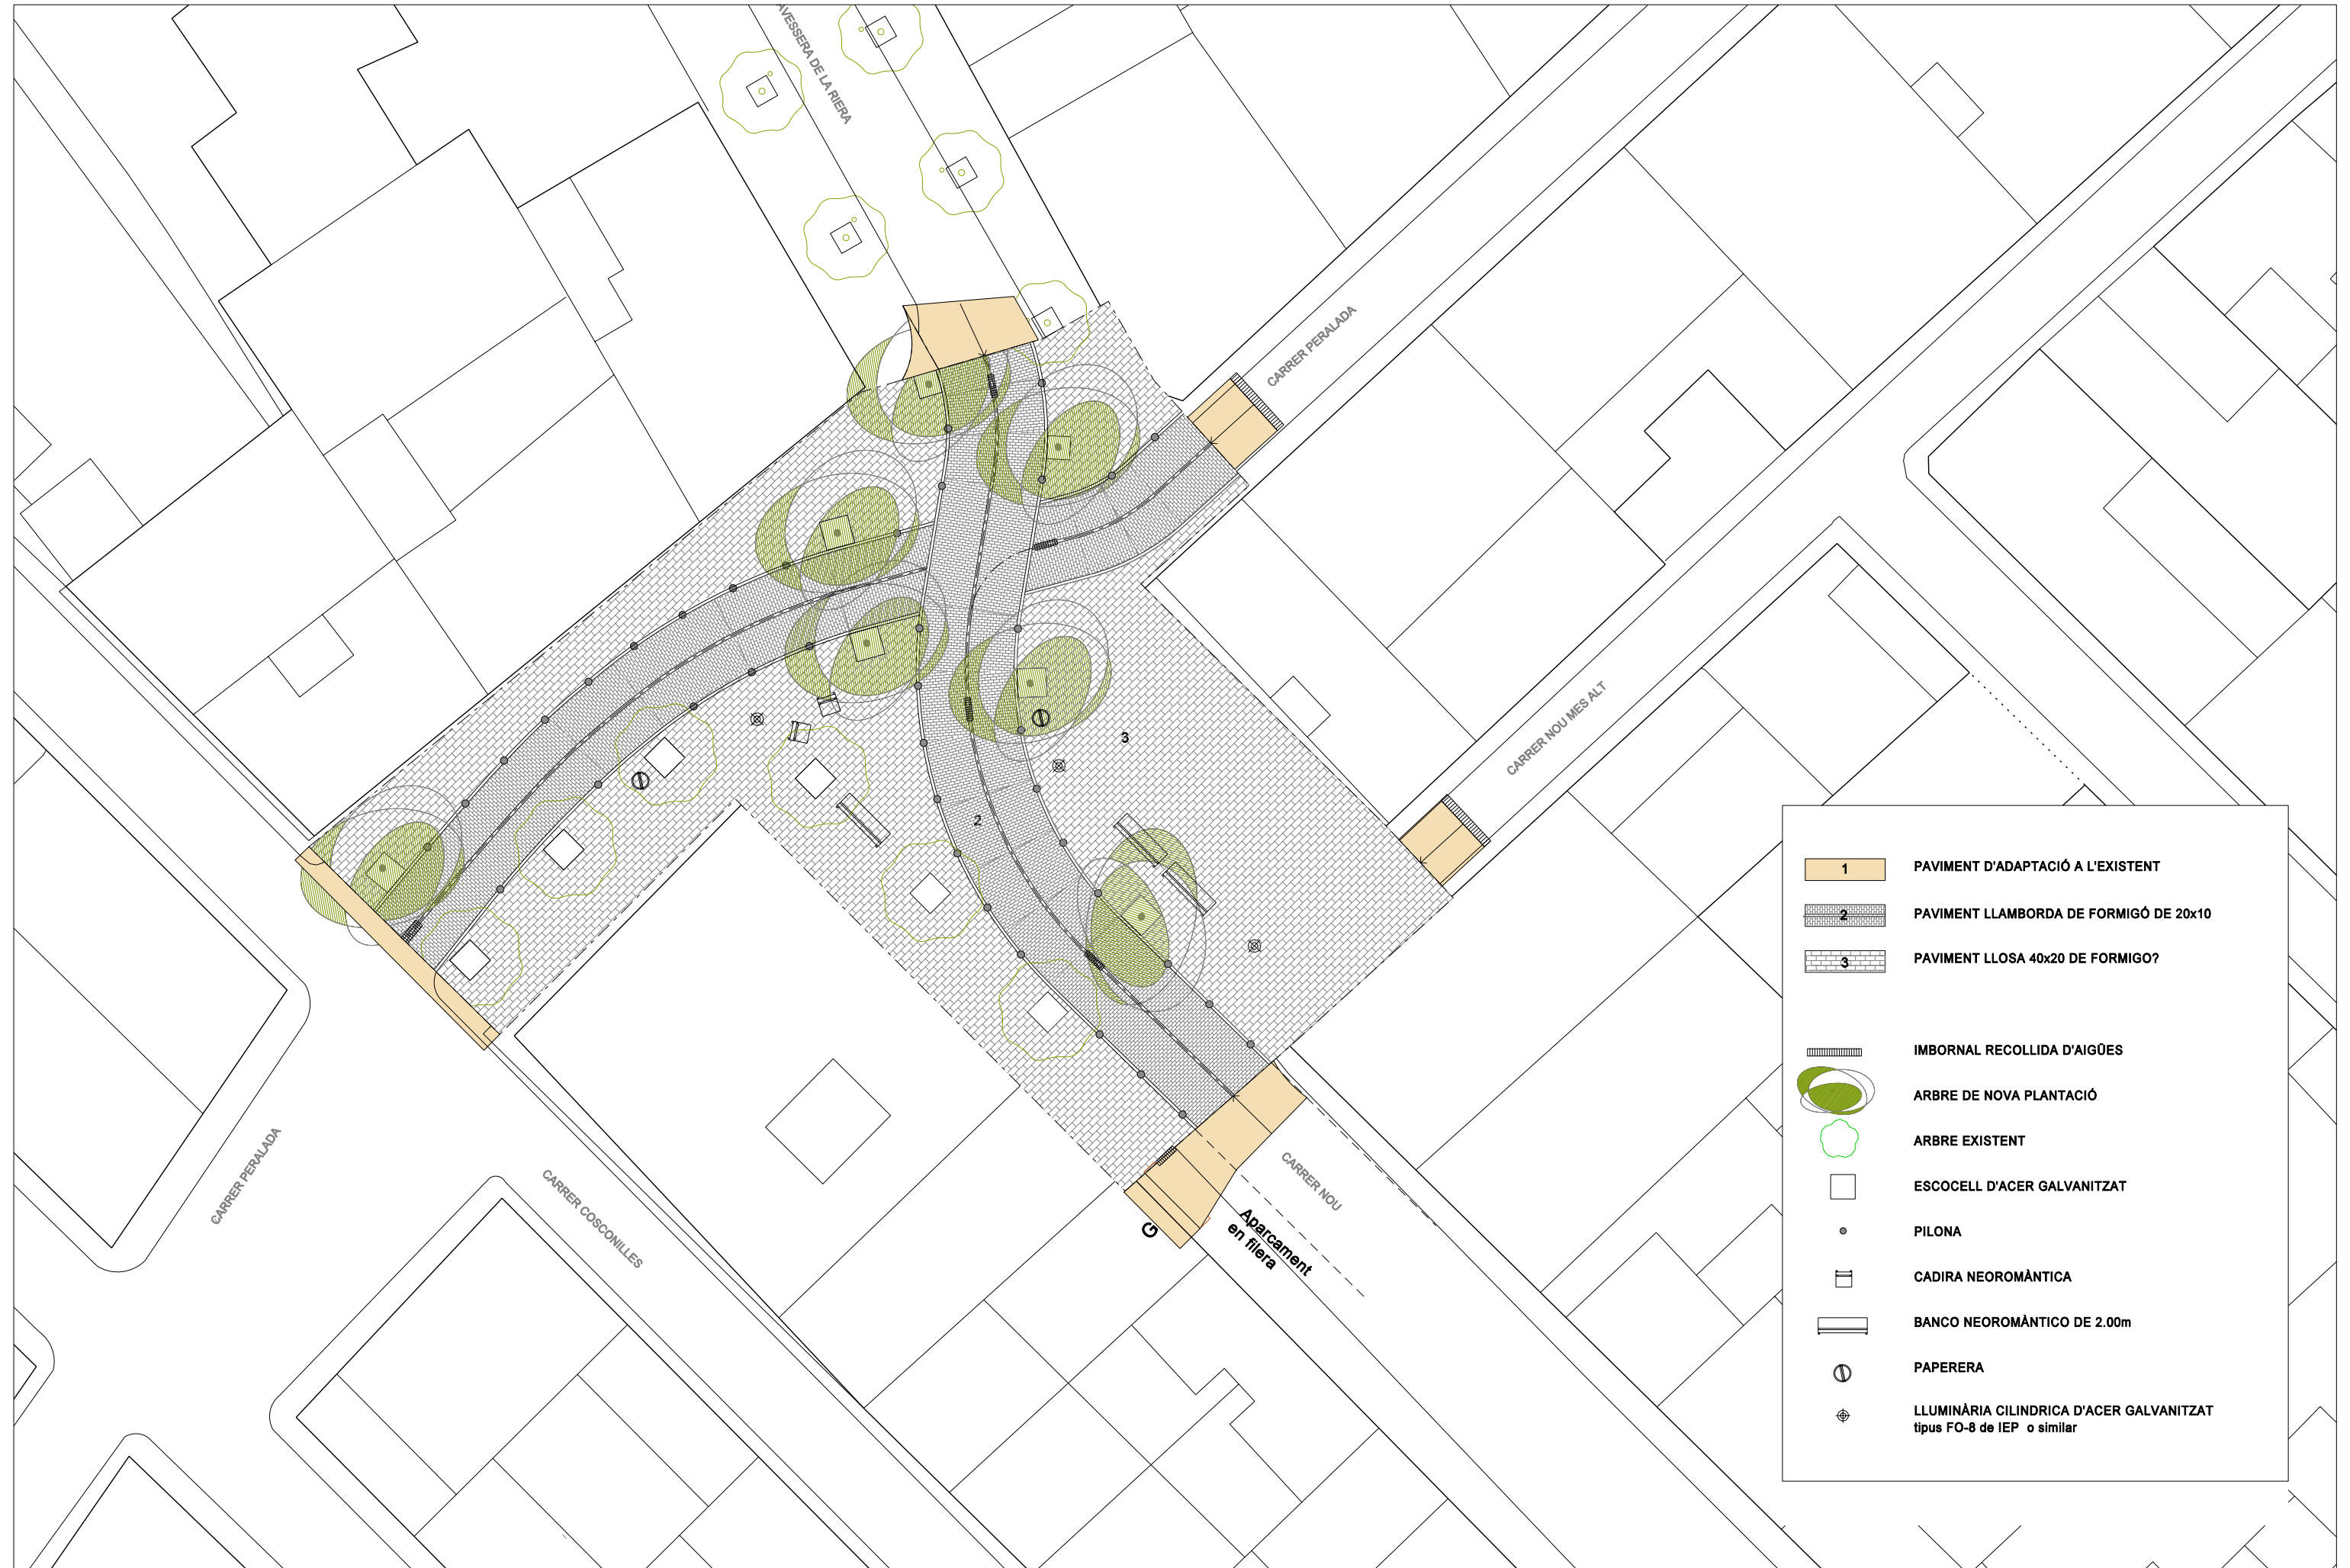 AVESSERA DE LA RIERA
CARRER PERALADA
CARRER NOU MES ALT
3
2
CARRER PERALADA
CARRER COSCONILLES
CARRER NOU
G
Aparcament
en filera
1 PAVIMENT D'ADAPTACIÓ A L'EXISTENT
2 PAVIMENT LLAMBORDA DE FORMIGÓ DE 20x10
3 PAVIMENT LLOSA 40x20 DE FORMIGO?
IMBORNAL RECOLLIDA D'AIGÜES
ARBRE DE NOVA PLANTACIÓ
ARBRE EXISTENT
ESCOCELL D'ACER GALVANITZAT
PILONA
CADIRA NEOROMÀNTICA
BANCO NEOROMÀNTICO DE 2.00m
PAPERERA
LLUMINÀRIA CILINDRICA D'ACER GALVANITZAT
tipus FO-8 de IEP o similar